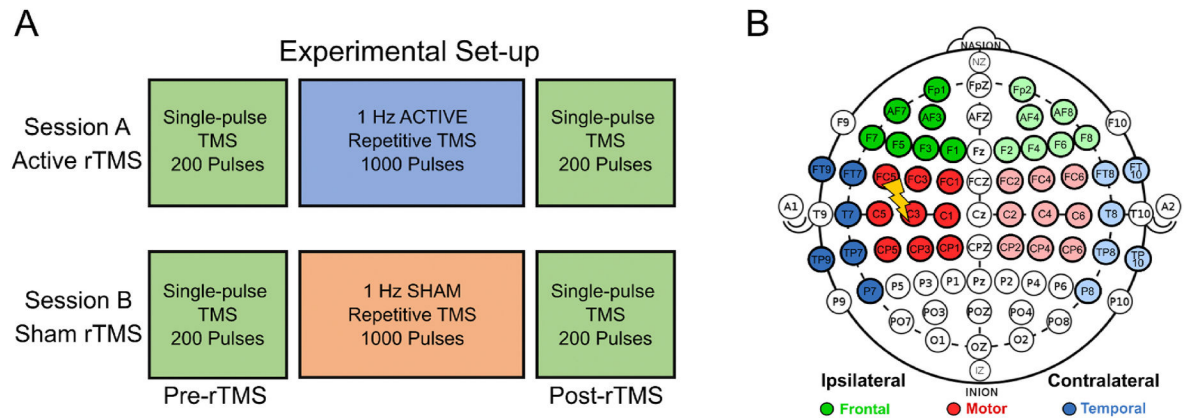 A
Experimental Set-up
Session A
Active rTMS
Single-pulse
TMS
200 Pulses
1 Hz ACTIVE
Repetitive TMS
1000 Pulses
Single-pulse
TMS
200 Pulses
Session B
Sham rTMS
Single-pulse
TMS
200 Pulses
1 Hz SHAM
Repetitive TMS
1000 Pulses
Single-pulse
TMS
200 Pulses
Pre-rTMS
Post-rTMS
B
NASION
NZ
Fp1 FpZ Fp2
AF7 AF3 AFZ AF4 AF8
F9 F7 F5 F3 F1 Fz F2 F4 F6 F8 F10
FT9 FT7 FC5 FC3 FC1 FCZ FC2 FC4 FC6 FT8 FT10
A1 T9 T7 C5 C3 C1 Cz C2 C4 C6 T8 T10 A2
TP9 TP7 CP5 CP3 CP1 CPZ CP2 CP4 CP6 TP8 TP10
P9 P7 P5 P3 P1 Pz P2 P4 P6 P8 P10
PO7 PO3 POZ PO4 PO8
O1 OZ O2
IZ
INION
Ipsilateral Contralateral
Frontal Motor Temporal